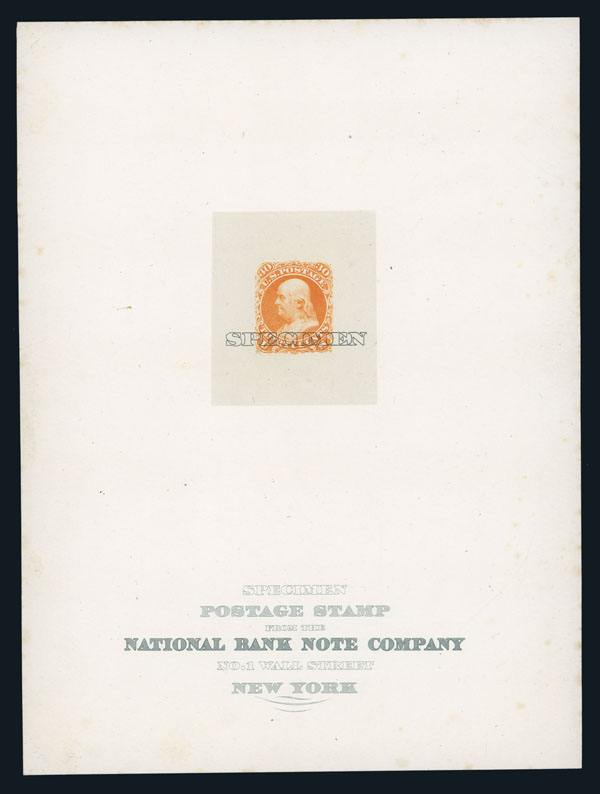 30 30
U.S. POSTAGE
SPECIMEN
SPECIMEN
POSTAGE STAMP
FROM THE
NATIONAL BANK NOTE COMPANY
NO. 1 WALL STREET
NEW YORK